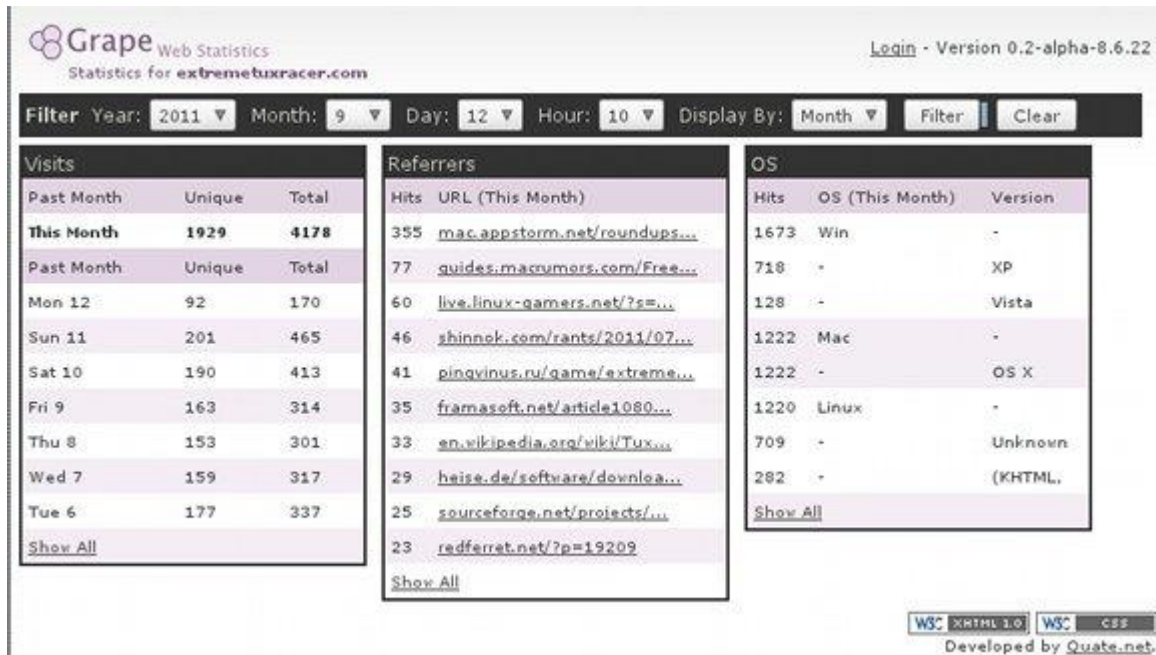 Grape Web Statistics
Statistics for extremetuxracer.com
Login - Version 0.2-alpha-8.6.22
Filter Year: 2011 Month: 9 Day: 12 Hour: 10 Display By: Month Filter Clear
Visits
Past Month Unique Total
This Month 1929 4178
Past Month Unique Total
Mon 12 92 170
Sun 11 201 465
Sat 10 190 413
Fri 9 163 314
Thu 8 153 301
Wed 7 159 317
Tue 6 177 337
Show All
Referrers
Hits URL (This Month)
355 mac.appstorm.net/roundups...
77 guides.macrumors.com/Free...
60 live.linux-gamers.net/?s=...
46 shinnok.com/rants/2011/07...
41 pingvinus.ru/game/extreme...
35 framasoft.net/article1080...
33 en.wikipedia.org/wiki/Tux...
29 heise.de/software/downloa...
25 sourceforge.net/projects/...
23 redferret.net/?p=19209
Show All
OS
Hits OS (This Month) Version
1673 Win -
718 - XP
128 - Vista
1222 Mac -
1222 - OS X
1220 Linux -
709 - Unknown
282 - (KHTML,
Show All
W3C XHTML 1.0 W3C CSS
Developed by Quate.net.